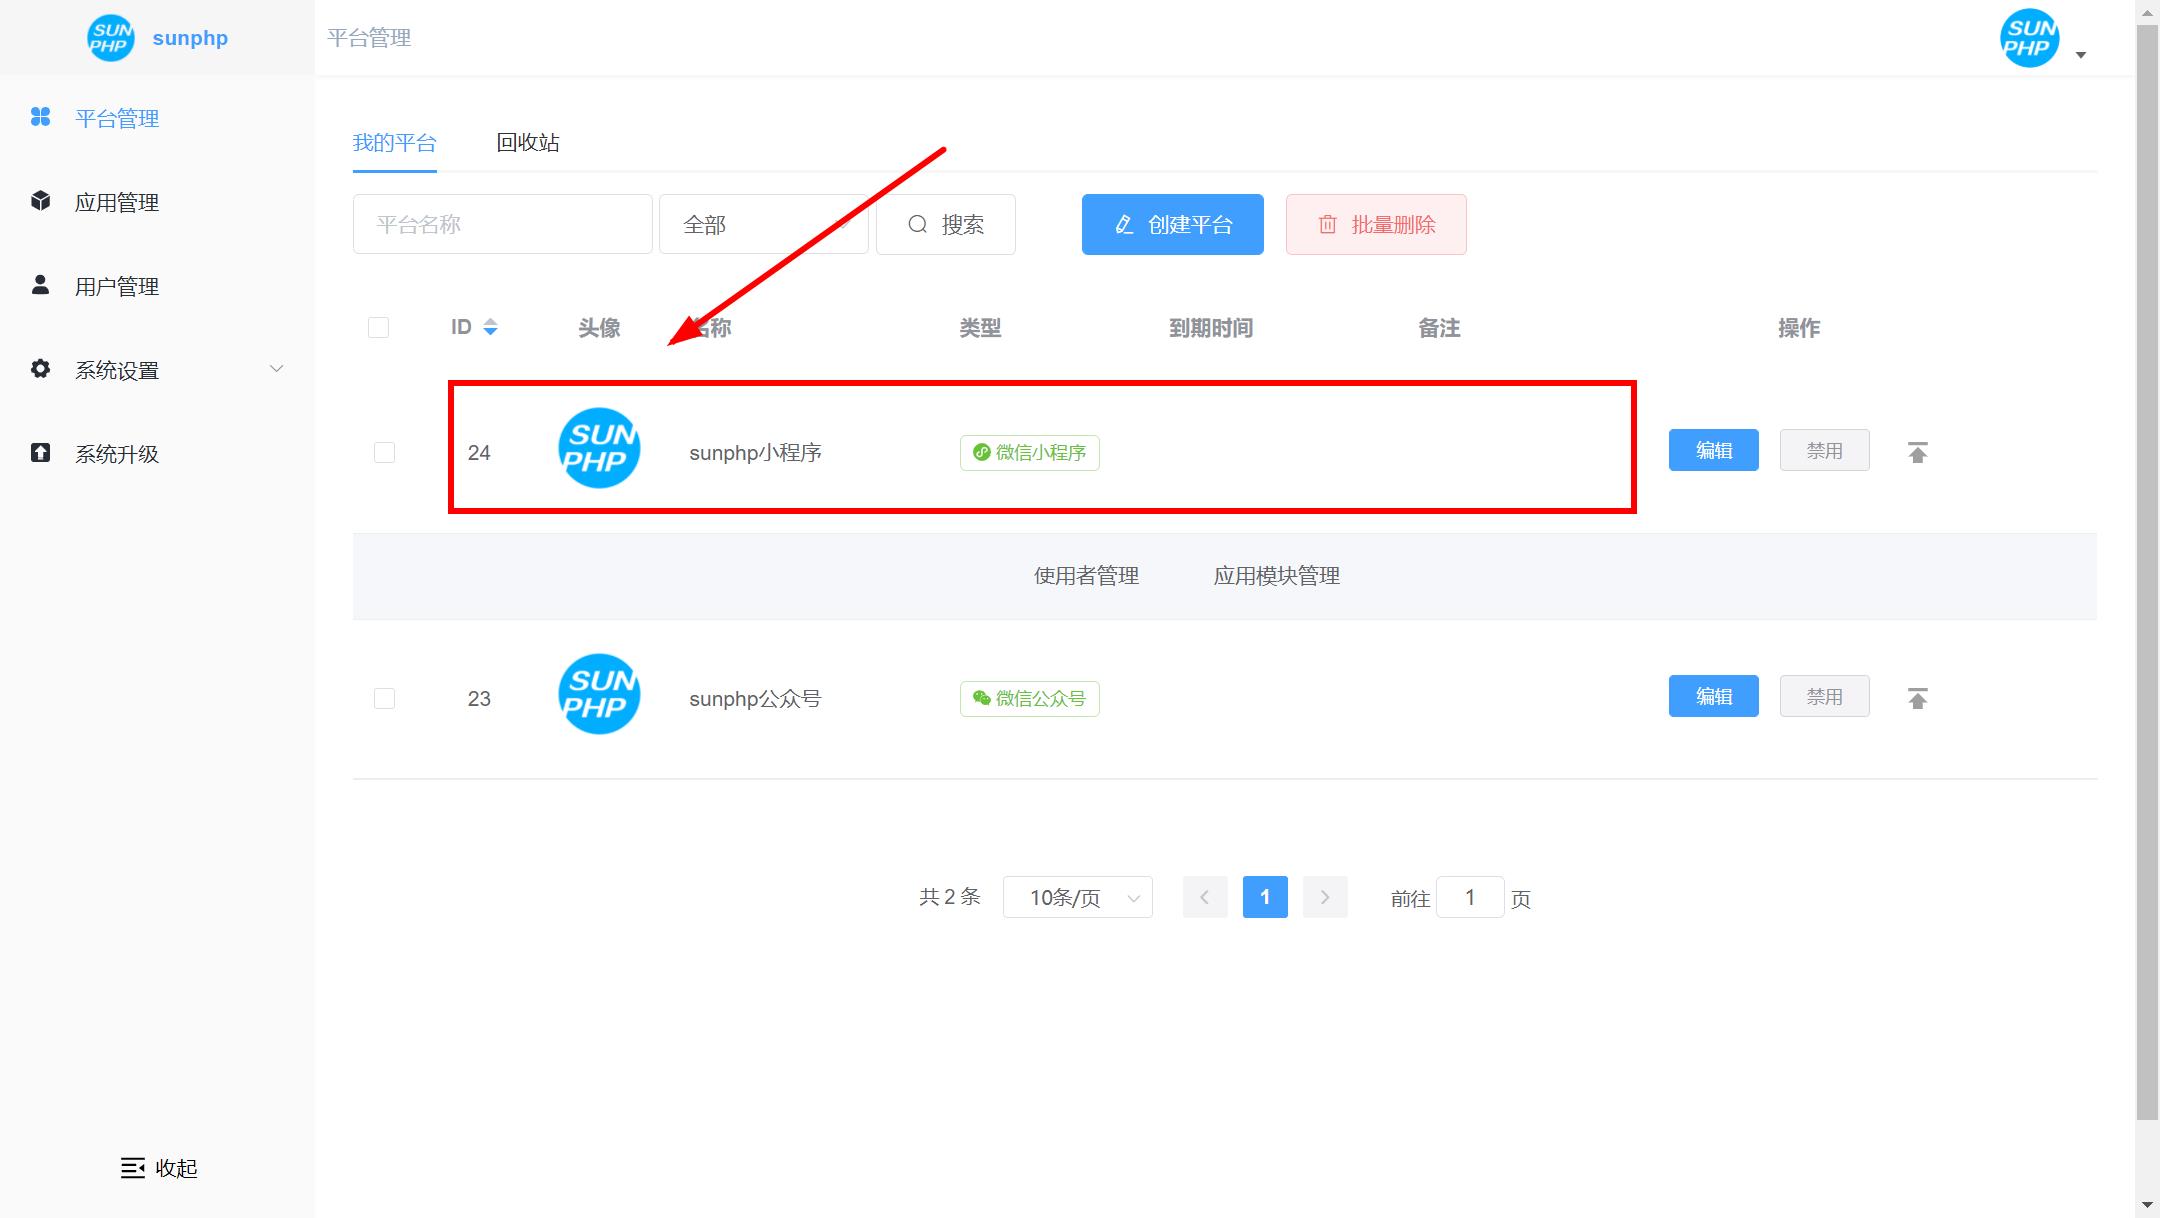 SUN PHP sunphp 平台管理 SUN PHP
平台管理
应用管理
用户管理
系统设置
系统升级
收起
我的平台 回收站
平台名称 全部 搜索 创建平台 批量删除
ID 头像 名称 类型 到期时间 备注 操作
24 SUN PHP sunphp小程序 微信小程序 编辑 禁用
使用者管理 应用模块管理
23 SUN PHP sunphp公众号 微信公众号 编辑 禁用
共 2 条 10条/页 1 前往 1 页